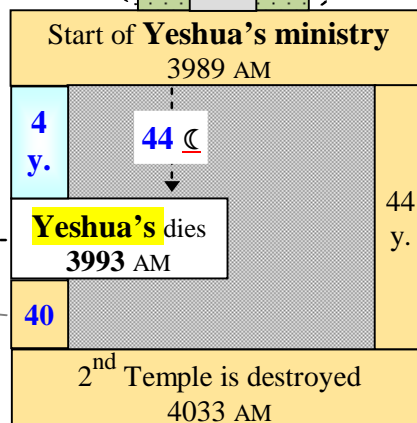 Start of Yeshua's ministry
3989 AM
4
y.
44 ☾
44
y.
Yeshua's dies
3993 AM
40
2nd Temple is destroyed
4033 AM